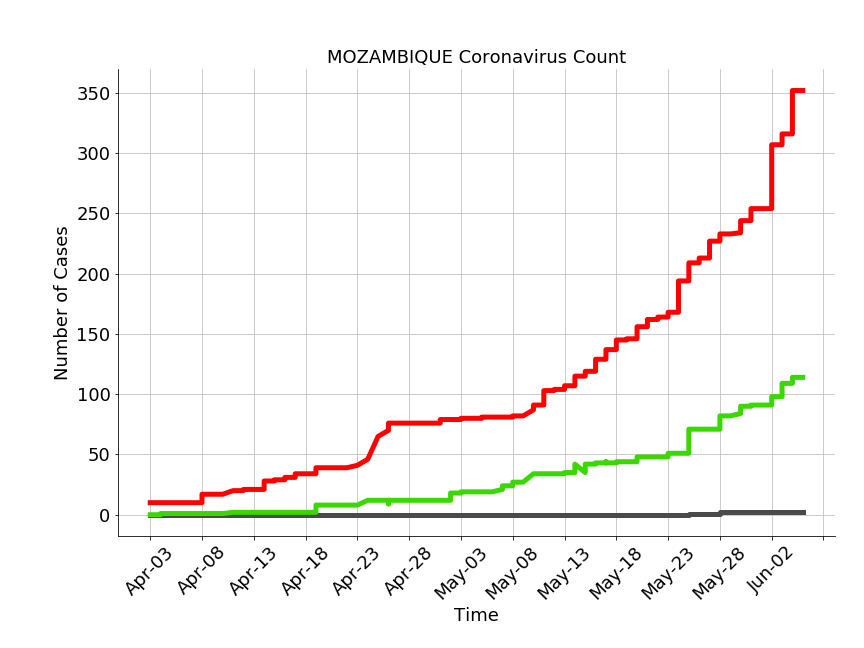 MOZAMBIQUE Coronavirus Count
350
300
250
200
150
100
50
0
Number of Cases
Apr-03
Apr-08
Apr-13
Apr-18
Apr-23
Apr-28
May-03
May-08
May-13
May-18
May-23
May-28
Jun-02
Time